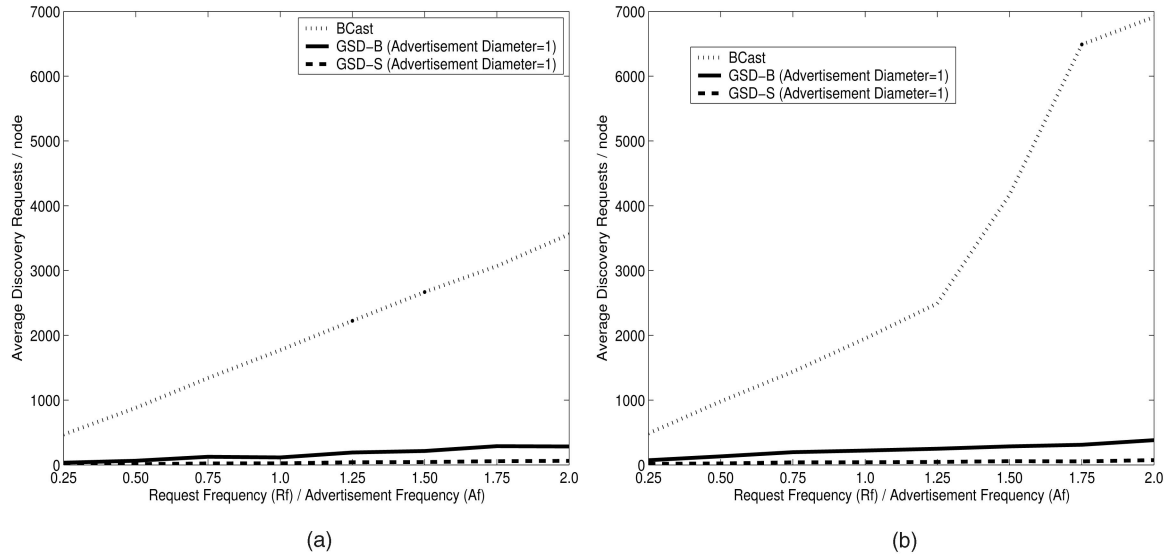 7000
6000
5000
4000
3000
2000
1000
0
Average Discovery Requests / node
BCast
GSD−B (Advertisement Diameter=1)
GSD−S (Advertisement Diameter=1)
0.25 0.50 0.75 1.0 1.25 1.50 1.75 2.0
Request Frequency (Rf) / Advertisement Frequency (Af)
(a)
7000
6000
5000
4000
3000
2000
1000
0
Average Discovery Requests / node
BCast
GSD−B (Advertisement Diameter=1)
GSD−S (Advertisement Diameter=1)
0.25 0.50 0.75 1.0 1.25 1.50 1.75 2.0
Request Frequency (Rf) / Advertisement Frequency (Af)
(b)